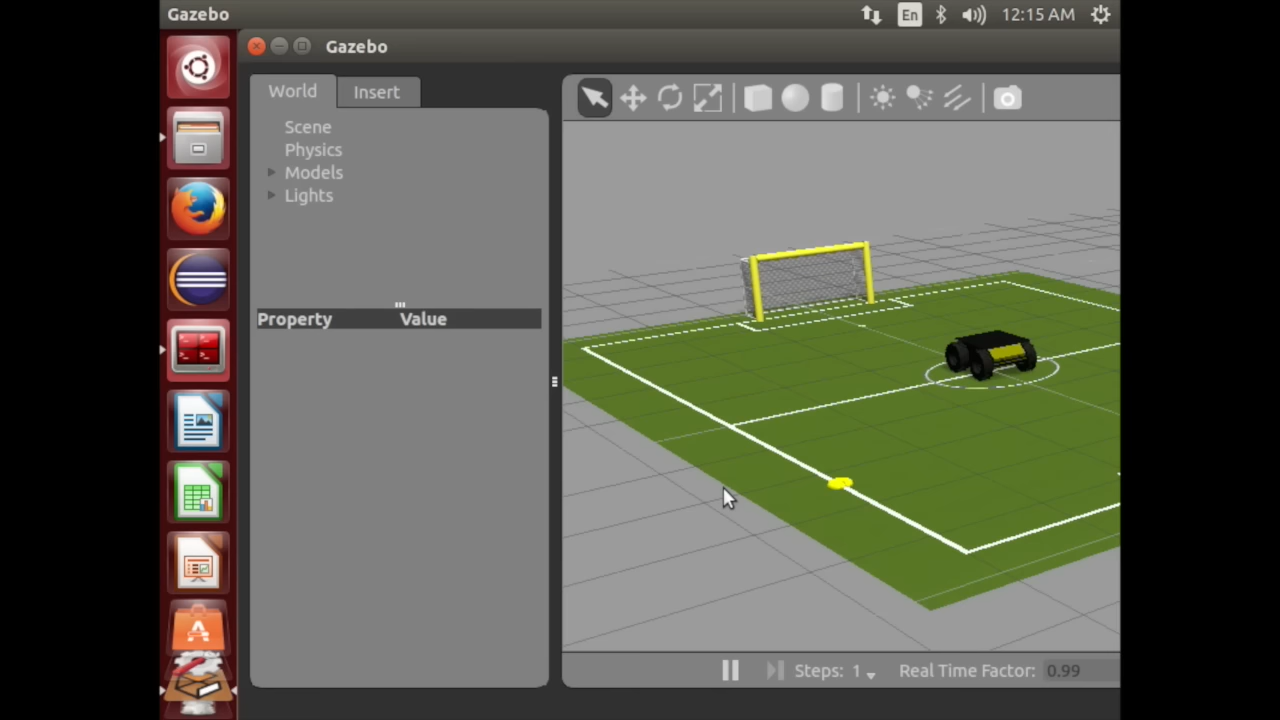 Gazebo
En
12:15 AM
Gazebo
World
Insert
Scene
Physics
Models
Lights
Property
Value
Steps: 1
Real Time Factor: 0.99